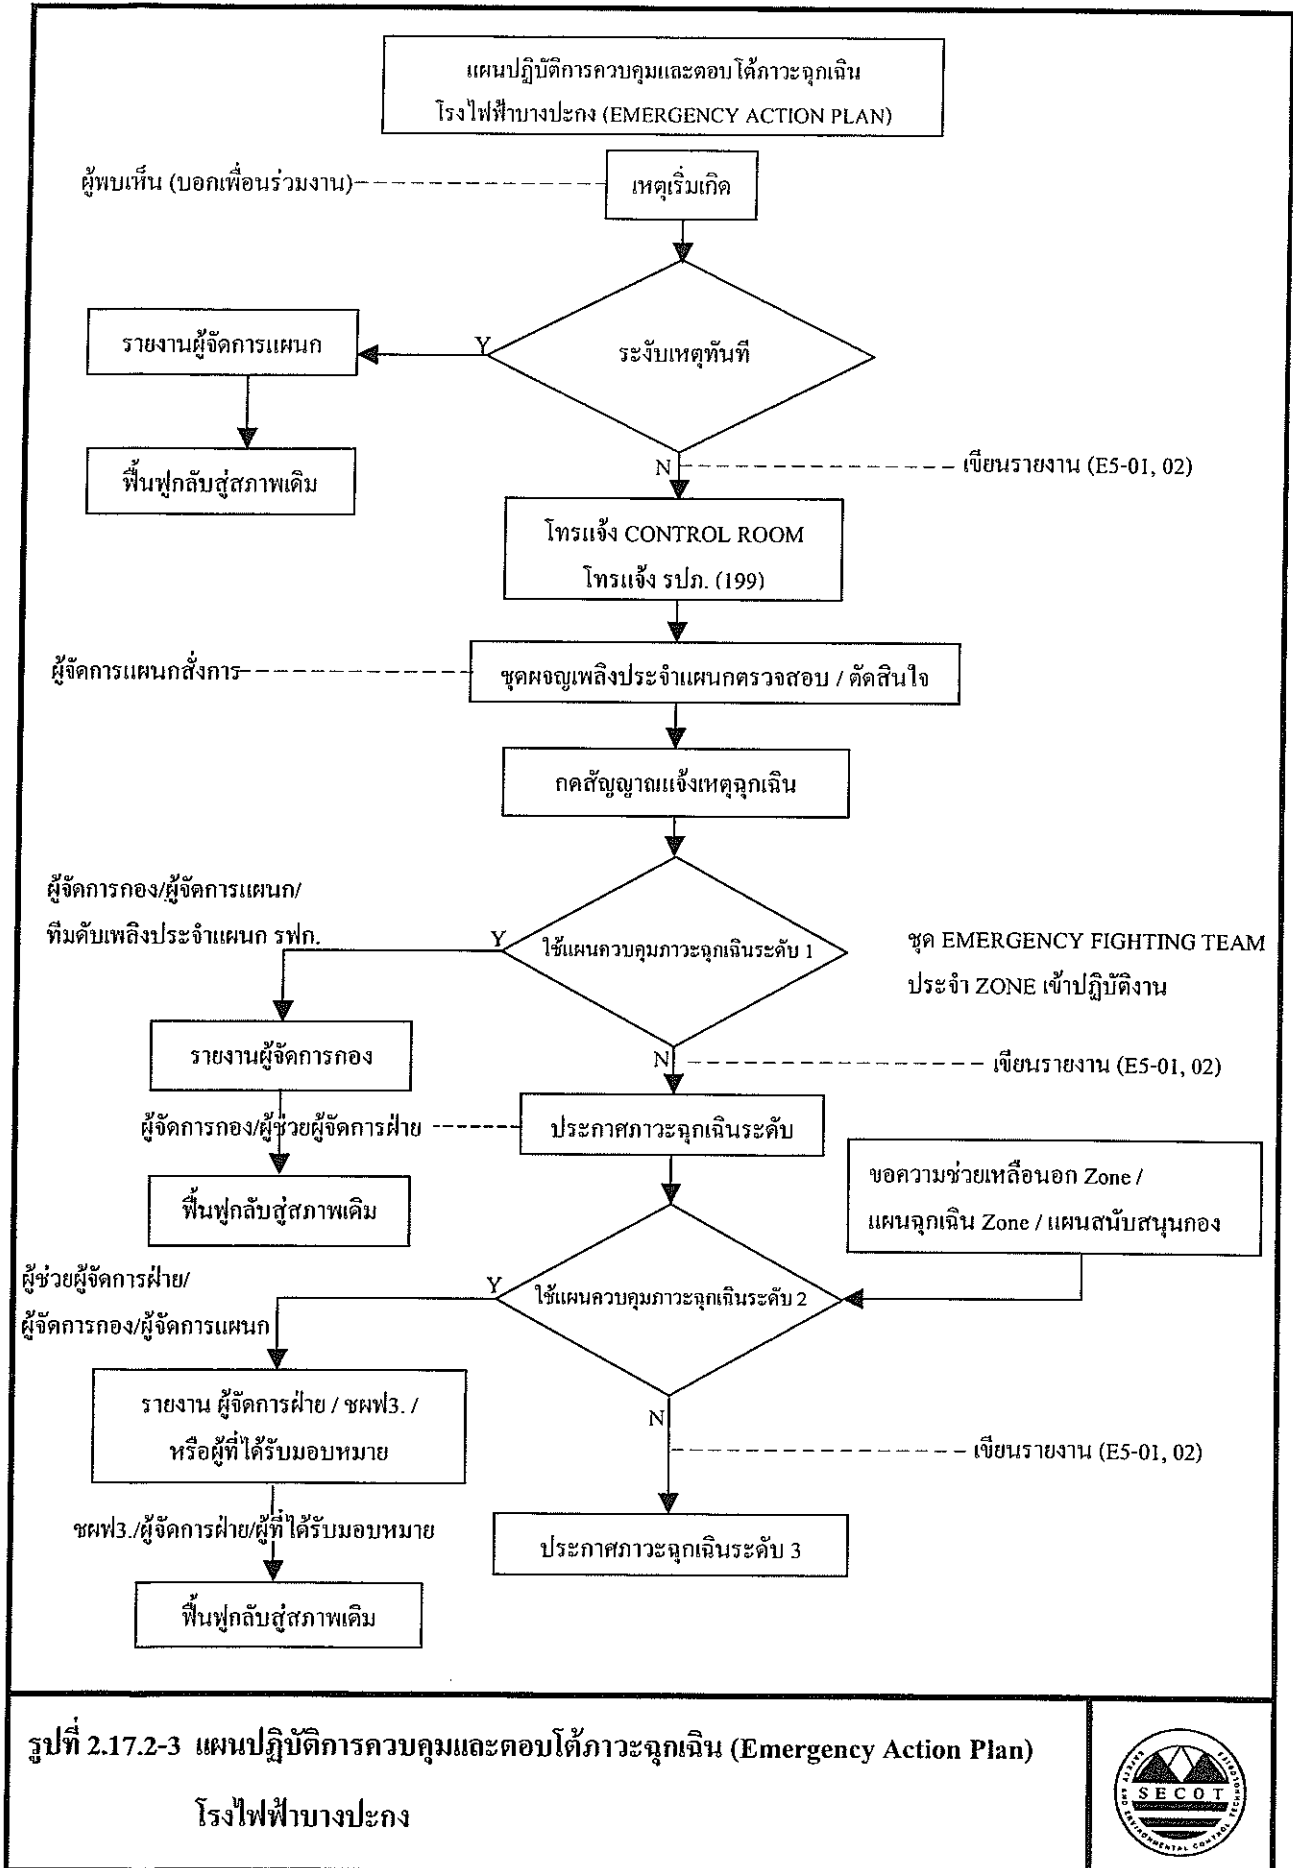 แผนปฏิบัติการควบคุมและตอบโต้ภาวะฉุกเฉิน
โรงไฟฟ้าบางปะกง (EMERGENCY ACTION PLAN)
ผู้พบเห็น (บอกเพื่อนร่วมงาน)
เหตุเริ่มเกิด
ระงับเหตุทันที
Y
รายงานผู้จัดการแผนก
ฟื้นฟูกลับสู่สภาพเดิม
N
เขียนรายงาน (E5-01, 02)
โทรแจ้ง CONTROL ROOM
โทรแจ้ง รปภ. (199)
ผู้จัดการแผนกสั่งการ
ชุดผจญเพลิงประจำแผนกตรวจสอบ / ตัดสินใจ
กดสัญญาณแจ้งเหตุฉุกเฉิน
ผู้จัดการกอง/ผู้จัดการแผนก/
ทีมดับเพลิงประจำแผนก รฟก.
Y
ใช้แผนควบคุมภาวะฉุกเฉินระดับ 1
ชุด EMERGENCY FIGHTING TEAM
ประจำ ZONE เข้าปฏิบัติงาน
รายงานผู้จัดการกอง
N
เขียนรายงาน (E5-01, 02)
ผู้จัดการกอง/ผู้ช่วยผู้จัดการฝ่าย
ประกาศภาวะฉุกเฉินระดับ
ฟื้นฟูกลับสู่สภาพเดิม
ขอความช่วยเหลือนอก Zone /
แผนฉุกเฉิน Zone / แผนสนับสนุนกอง
ผู้ช่วยผู้จัดการฝ่าย/
ผู้จัดการกอง/ผู้จัดการแผนก
Y
ใช้แผนควบคุมภาวะฉุกเฉินระดับ 2
รายงาน ผู้จัดการฝ่าย / ชผฟ3. /
หรือผู้ที่ได้รับมอบหมาย
N
เขียนรายงาน (E5-01, 02)
ชผฟ3./ผู้จัดการฝ่าย/ผู้ที่ได้รับมอบหมาย
ประกาศภาวะฉุกเฉินระดับ 3
ฟื้นฟูกลับสู่สภาพเดิม
รูปที่ 2.17.2-3 แผนปฏิบัติการควบคุมและตอบโต้ภาวะฉุกเฉิน (Emergency Action Plan)
โรงไฟฟ้าบางปะกง
SECOT
SAFETY AND ENVIRONMENTAL CONTROL TECHNOLOGIES